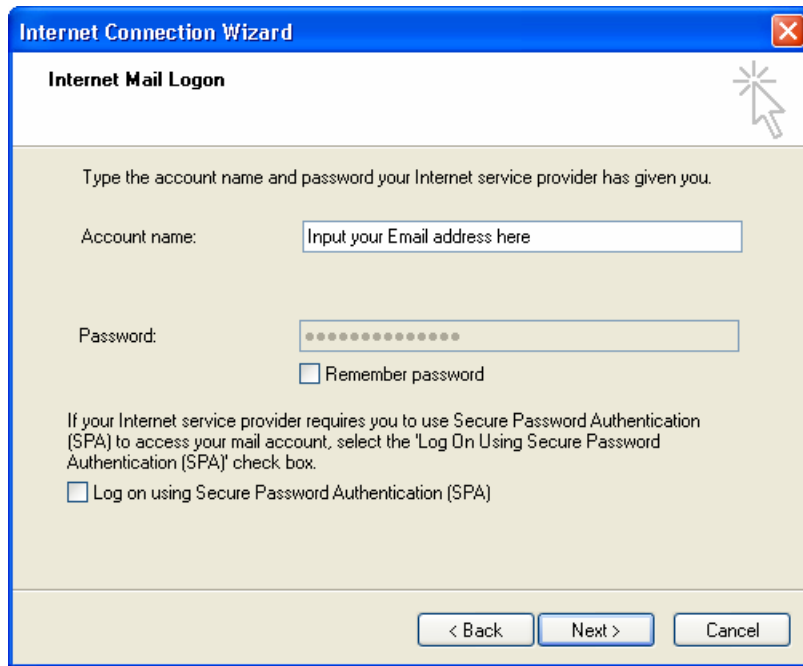 Internet Connection Wizard
Internet Mail Logon
Type the account name and password your Internet service provider has given you.
Account name: Input your Email address here
Password: ●●●●●●●●●●●●●●
Remember password
If your Internet service provider requires you to use Secure Password Authentication
(SPA) to access your mail account, select the 'Log On Using Secure Password
Authentication (SPA)' check box.
Log on using Secure Password Authentication (SPA)
< Back Next > Cancel